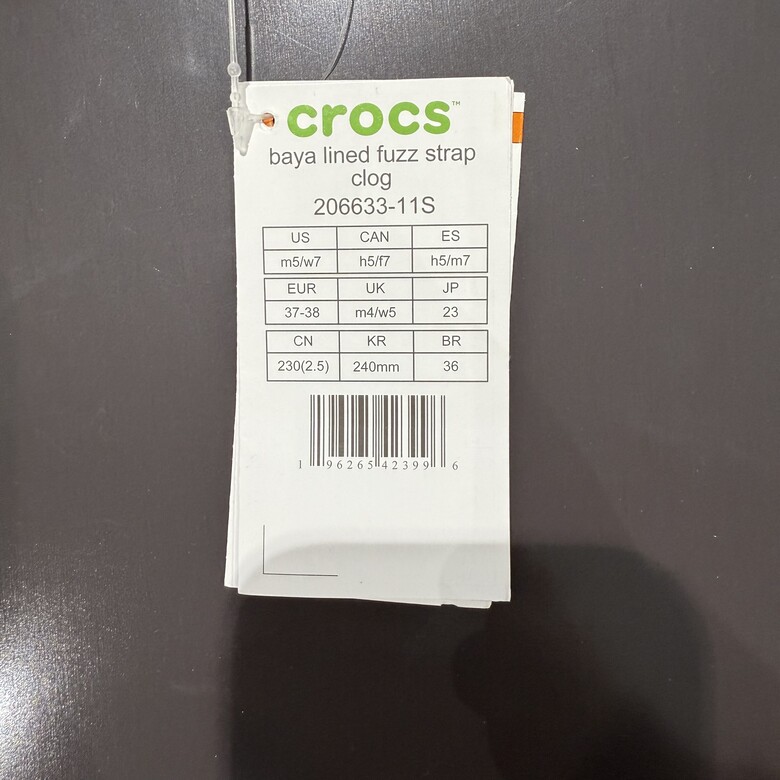 crocs™
baya lined fuzz strap
clog
206633-11S
US CAN ES
m5/w7 h5/f7 h5/m7
EUR UK JP
37-38 m4/w5 23
CN KR BR
230(2.5) 240mm 36
1 96265 42399 6